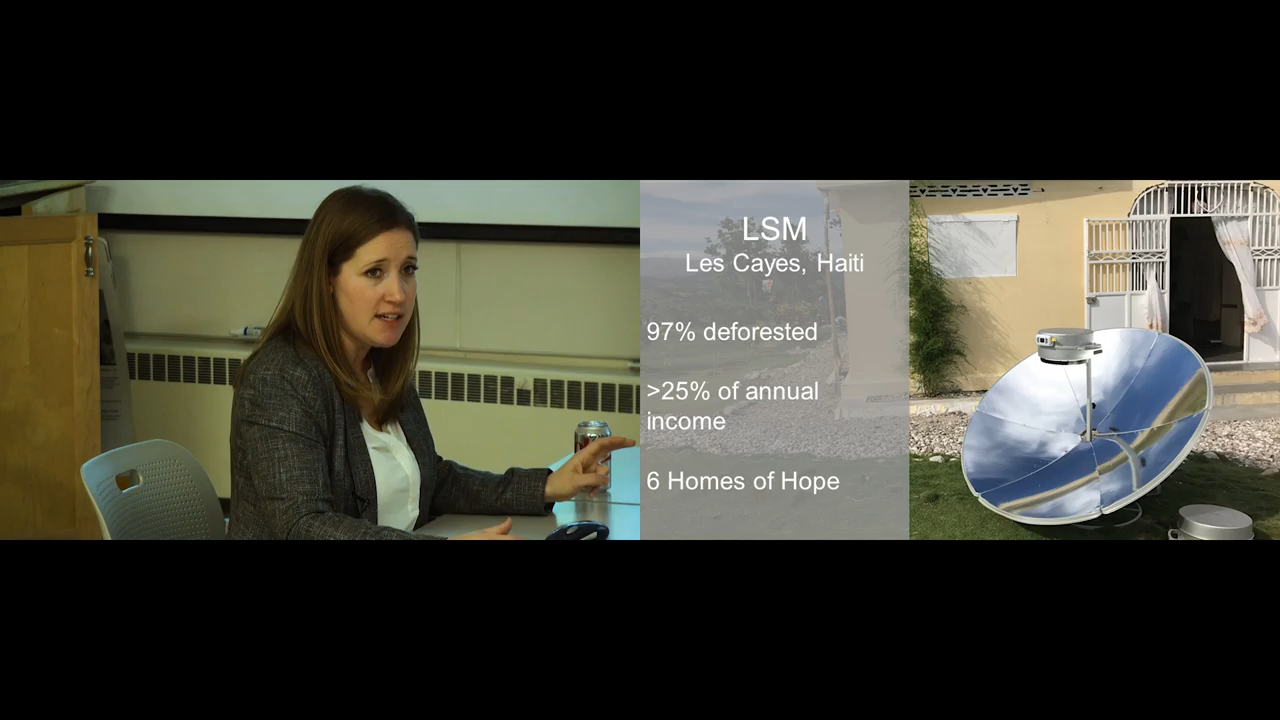 LSM
Les Cayes, Haiti
97% deforested
>25% of annual
income
6 Homes of Hope